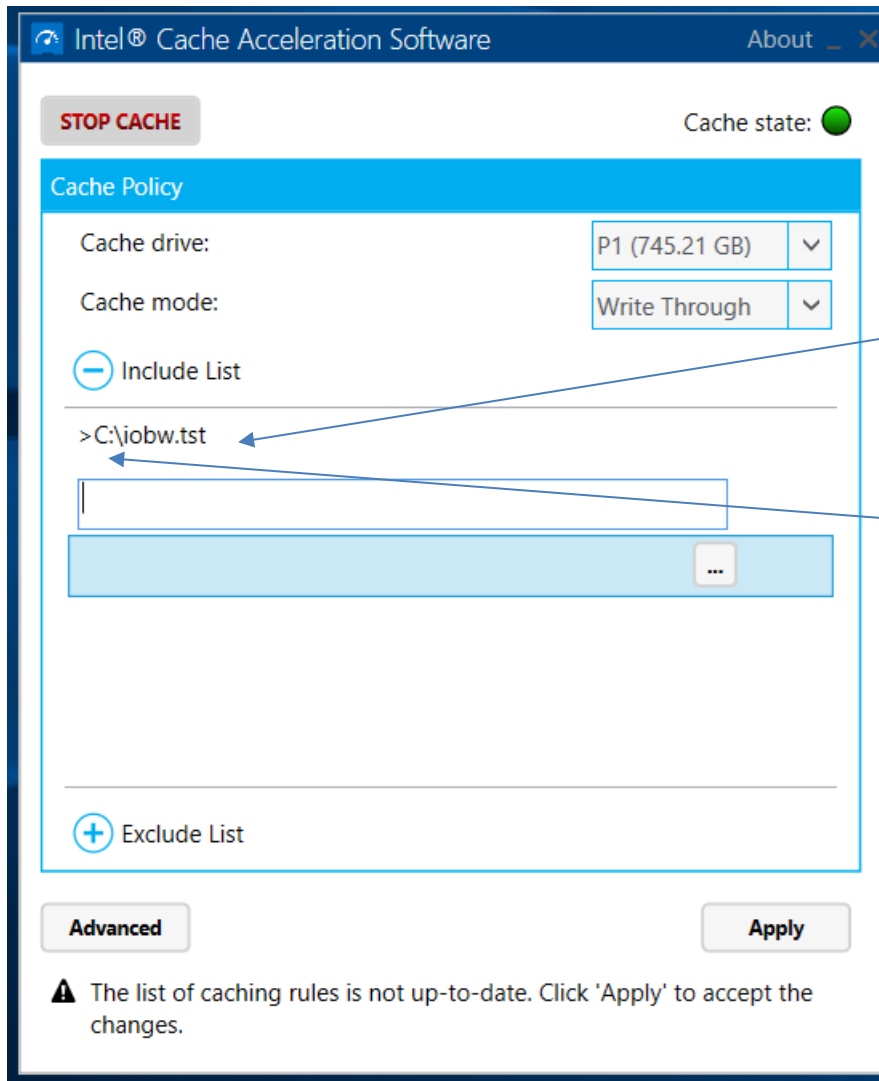 Intel® Cache Acceleration Software About
STOP CACHE Cache state:
Cache Policy
Cache drive: P1 (745.21 GB)
Cache mode: Write Through
Include List
>C:\iobw.tst
...
Exclude List
Advanced Apply
The list of caching rules is not up-to-date. Click 'Apply' to accept the
changes.